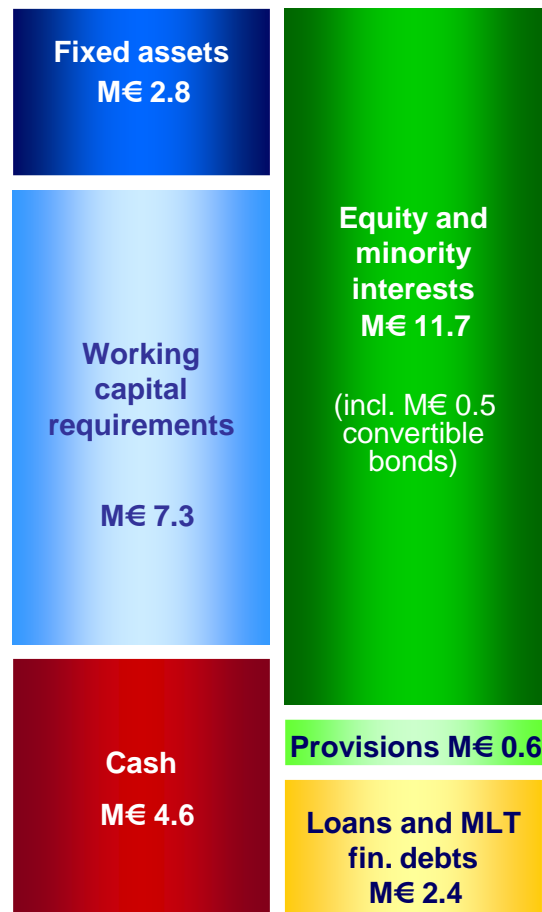 Fixed assets
M€ 2.8
Working
capital
requirements
M€ 7.3
Cash
M€ 4.6
Equity and
minority
interests
M€ 11.7
(incl. M€ 0.5
convertible
bonds)
Provisions M€ 0.6
Loans and MLT
fin. debts
M€ 2.4